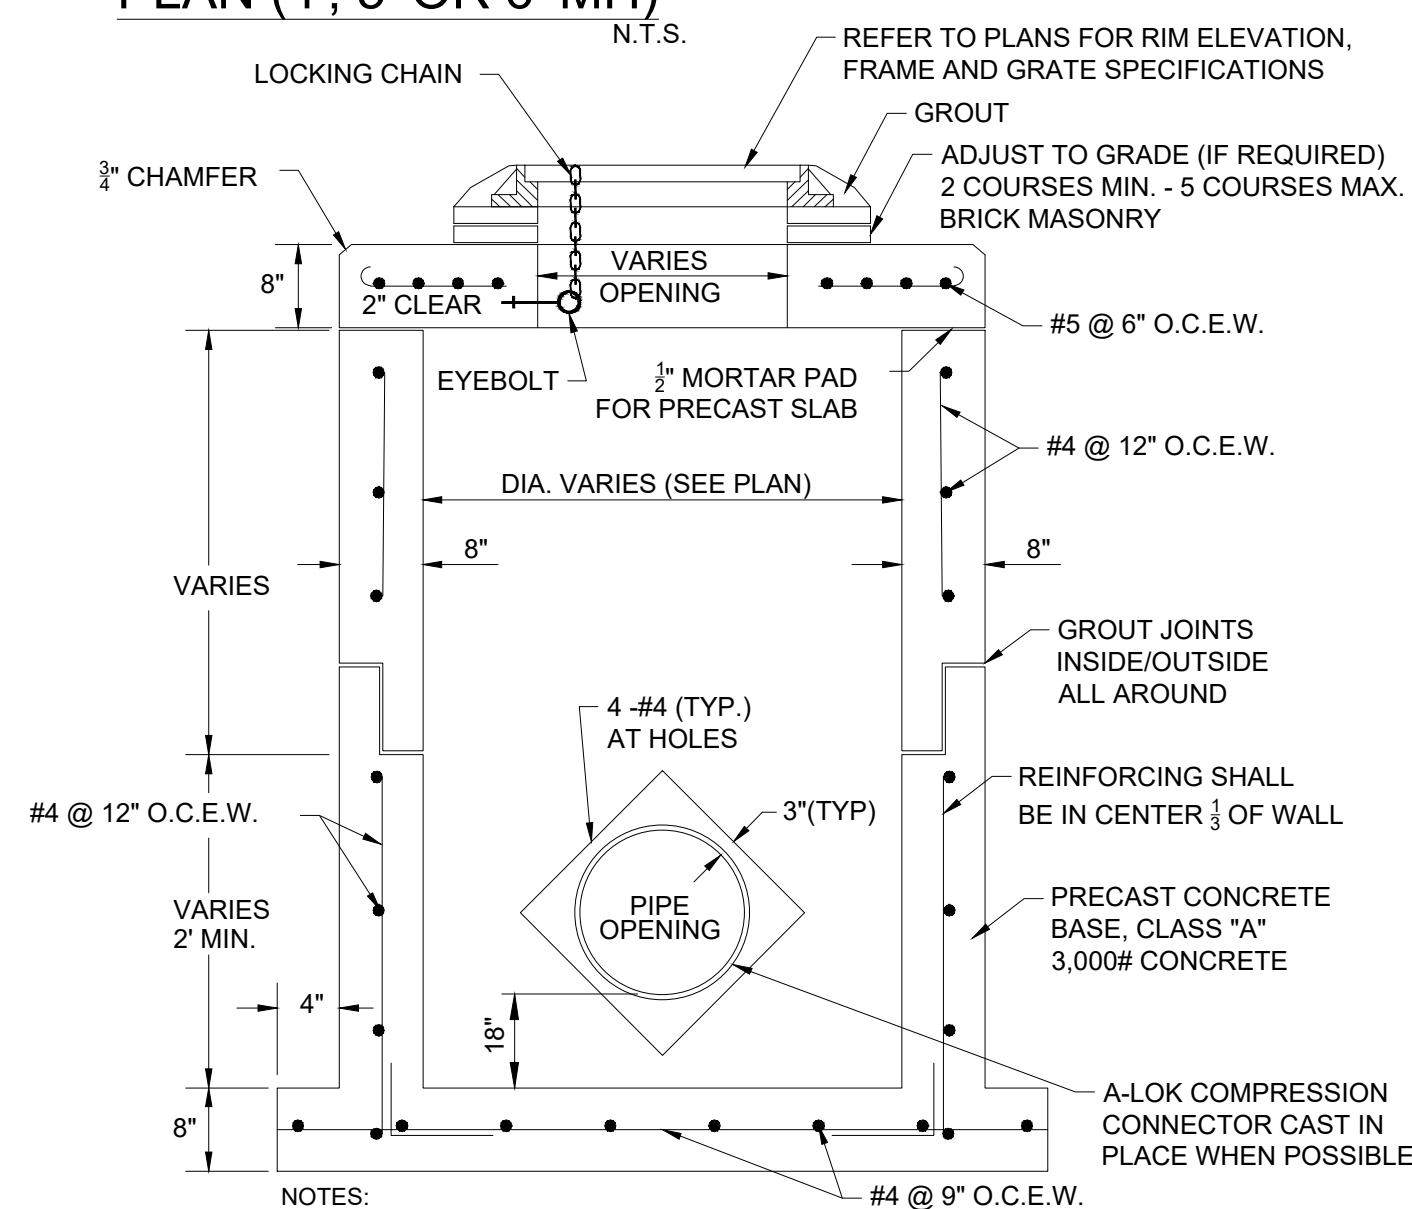 N.T.S.
LOCKING CHAIN
REFER TO PLANS FOR RIM ELEVATION,
FRAME AND GRATE SPECIFICATIONS
GROUT
ADJUST TO GRADE (IF REQUIRED)
2 COURSES MIN. - 5 COURSES MAX.
BRICK MASONRY
3/4" CHAMFER
8"
VARIES
OPENING
2" CLEAR
#5 @ 6" O.C.E.W.
EYEBOLT
1/2" MORTAR PAD
FOR PRECAST SLAB
#4 @ 12" O.C.E.W.
DIA. VARIES (SEE PLAN)
8"
8"
VARIES
GROUT JOINTS
INSIDE/OUTSIDE
ALL AROUND
4 -#4 (TYP.)
AT HOLES
REINFORCING SHALL
BE IN CENTER 1/3 OF WALL
#4 @ 12" O.C.E.W.
3"(TYP)
PIPE
OPENING
VARIES
2' MIN.
PRECAST CONCRETE
BASE, CLASS "A"
3,000# CONCRETE
4"
18"
A-LOK COMPRESSION
CONNECTOR CAST IN
PLACE WHEN POSSIBLE
8"
NOTES:
#4 @ 9" O.C.E.W.